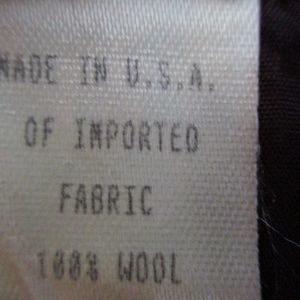 MADE IN U.S.A.
OF IMPORTED
FABRIC
100% WOOL